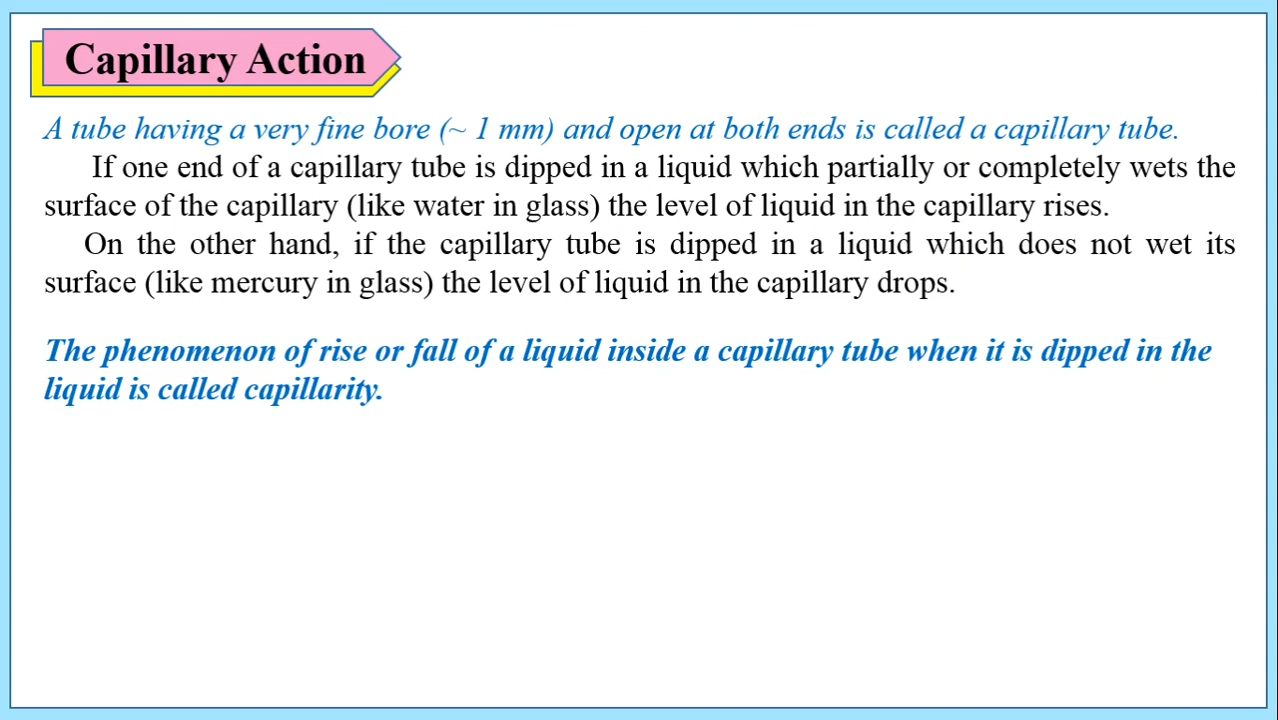 Capillary Action
A tube having a very fine bore (~ 1 mm) and open at both ends is called a capillary tube.
If one end of a capillary tube is dipped in a liquid which partially or completely wets the
surface of the capillary (like water in glass) the level of liquid in the capillary rises.
On the other hand, if the capillary tube is dipped in a liquid which does not wet its
surface (like mercury in glass) the level of liquid in the capillary drops.
The phenomenon of rise or fall of a liquid inside a capillary tube when it is dipped in the
liquid is called capillarity.